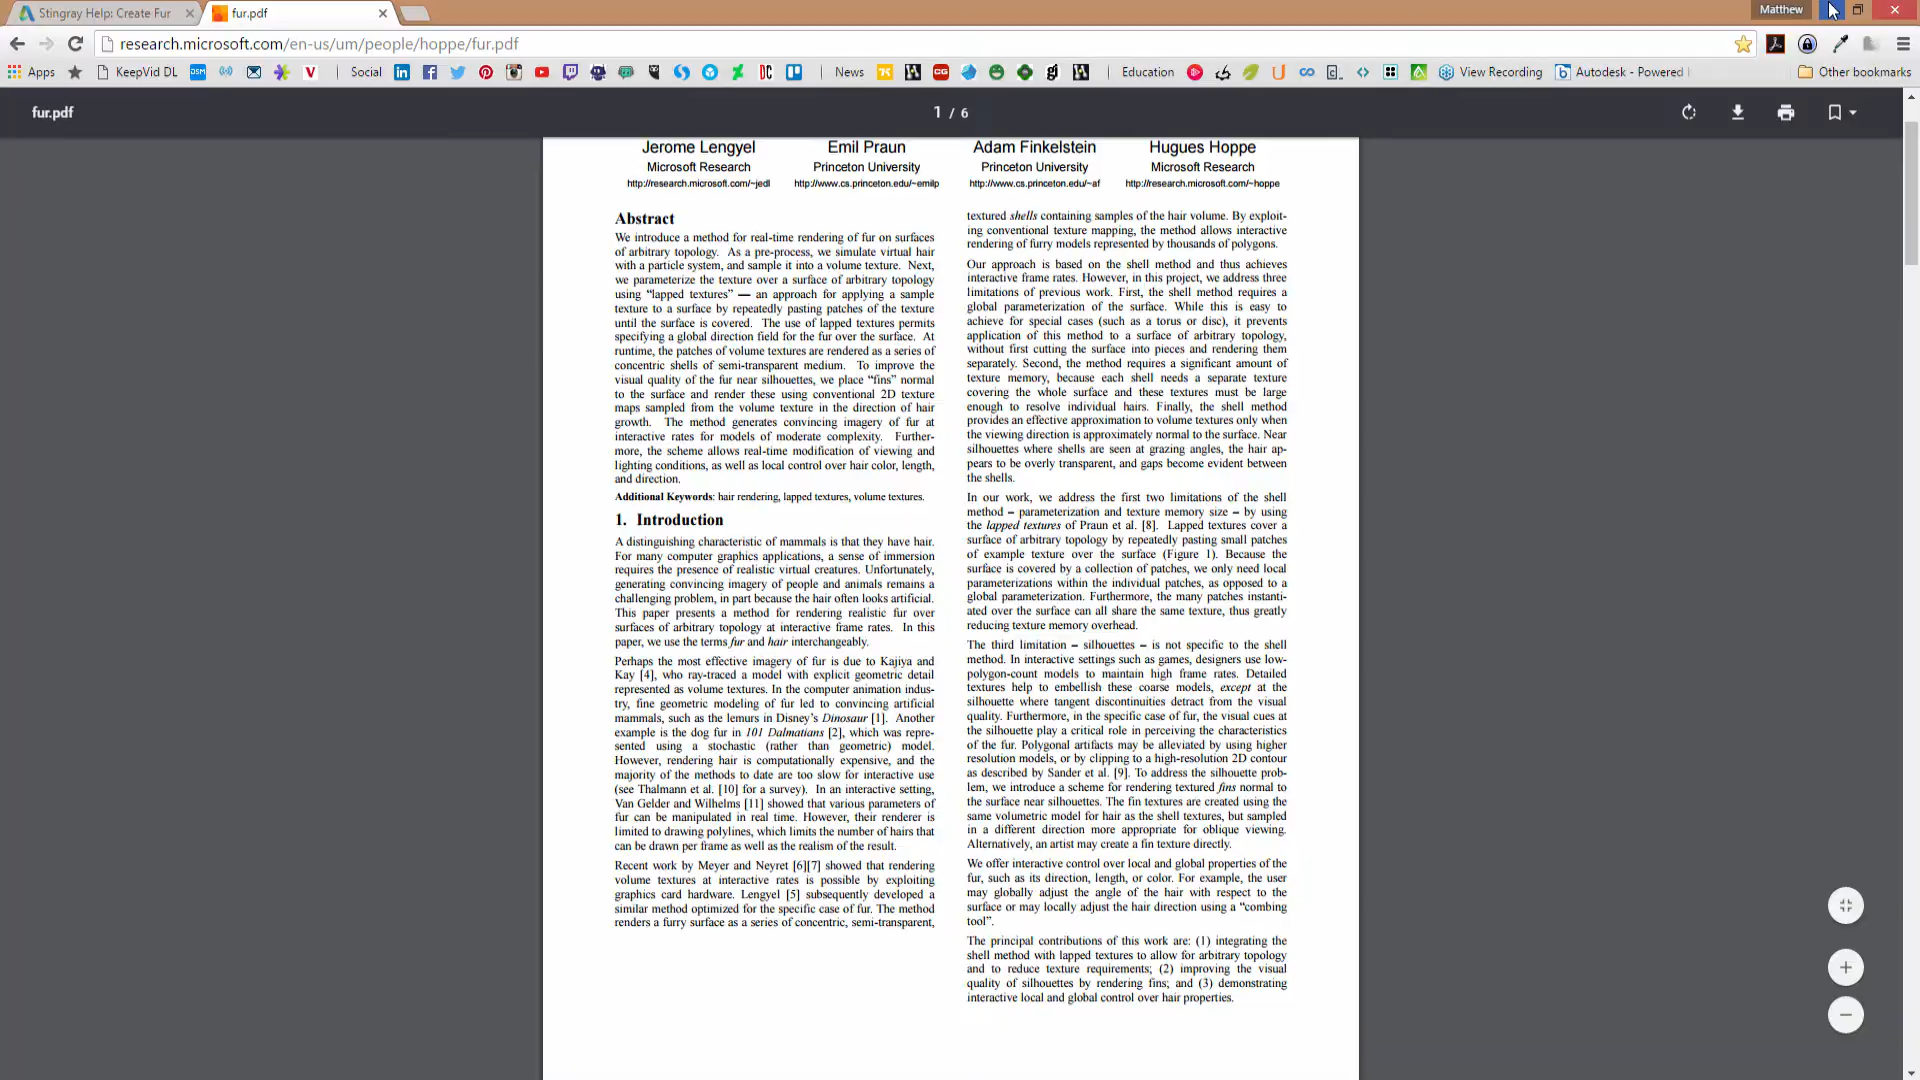 Stingray Help: Create Fur
fur.pdf
Matthew
research.microsoft.com/en-us/um/people/hoppe/fur.pdf
Apps
KeepVid DL
Social
News
Education
View Recording
Autodesk - Powered
Other bookmarks
fur.pdf
1 / 6
Jerome Lengyel
Microsoft Research
http://research.microsoft.com/~jedl
Emil Praun
Princeton University
http://www.cs.princeton.edu/~emilp
Adam Finkelstein
Princeton University
http://www.cs.princeton.edu/~af
Hugues Hoppe
Microsoft Research
http://research.microsoft.com/~hoppe
Abstract
We introduce a method for real-time rendering of fur on surfaces
of arbitrary topology. As a pre-process, we simulate virtual hair
with a particle system, and sample it into a volume texture. Next,
we parameterize the texture over a surface of arbitrary topology
using “lapped textures” — an approach for applying a sample
texture to a surface by repeatedly pasting patches of the texture
until the surface is covered. The use of lapped textures permits
specifying a global direction field for the fur over the surface. At
runtime, the patches of volume textures are rendered as a series of
concentric shells of semi-transparent medium. To improve the
visual quality of the fur near silhouettes, we place “fins” normal
to the surface and render these using conventional 2D texture
maps sampled from the volume texture in the direction of hair
growth. The method generates convincing imagery of fur at
interactive rates for models of moderate complexity. Further-
more, the scheme allows real-time modification of viewing and
lighting conditions, as well as local control over hair color, length,
and direction.
Additional Keywords: hair rendering, lapped textures, volume textures.
1. Introduction
A distinguishing characteristic of mammals is that they have hair.
For many computer graphics applications, a sense of immersion
requires the presence of realistic virtual creatures. Unfortunately,
generating convincing imagery of people and animals remains a
challenging problem, in part because the hair often looks artificial.
This paper presents a method for rendering realistic fur over
surfaces of arbitrary topology at interactive frame rates. In this
paper, we use the terms fur and hair interchangeably.
Perhaps the most effective imagery of fur is due to Kajiya and
Kay [4], who ray-traced a model with explicit geometric detail
represented as volume textures. In the computer animation indus-
try, fine geometric modeling of fur led to convincing artificial
mammals, such as the lemurs in Disney’s Dinosaur [1]. Another
example is the dog fur in 101 Dalmatians [2], which was repre-
sented using a stochastic (rather than geometric) model.
However, rendering hair is computationally expensive, and the
majority of the methods to date are too slow for interactive use
(see Thalmann et al. [10] for a survey). In an interactive setting,
Van Gelder and Wilhelms [11] showed that various parameters of
fur can be manipulated in real time. However, their renderer is
limited to drawing polylines, which limits the number of hairs that
can be drawn per frame as well as the realism of the result.
Recent work by Meyer and Neyret [6][7] showed that rendering
volume textures at interactive rates is possible by exploiting
graphics card hardware. Lengyel [5] subsequently developed a
similar method optimized for the specific case of fur. The method
renders a furry surface as a series of concentric, semi-transparent,
textured shells containing samples of the hair volume. By exploit-
ing conventional texture mapping, the method allows interactive
rendering of furry models represented by thousands of polygons.
Our approach is based on the shell method and thus achieves
interactive frame rates. However, in this project, we address three
limitations of previous work. First, the shell method requires a
global parameterization of the surface. While this is easy to
achieve for special cases (such as a torus or disc), it prevents
application of this method to a surface of arbitrary topology,
without first cutting the surface into pieces and rendering them
separately. Second, the method requires a significant amount of
texture memory, because each shell needs a separate texture
covering the whole surface and these textures must be large
enough to resolve individual hairs. Finally, the shell method
provides an effective approximation to volume textures only when
the viewing direction is approximately normal to the surface. Near
silhouettes where shells are seen at grazing angles, the hair ap-
pears to be overly transparent, and gaps become evident between
the shells.
In our work, we address the first two limitations of the shell
method – parameterization and texture memory size – by using
the lapped textures of Praun et al. [8]. Lapped textures cover a
surface of arbitrary topology by repeatedly pasting small patches
of example texture over the surface (Figure 1). Because the
surface is covered by a collection of patches, we only need local
parameterizations within the individual patches, as opposed to a
global parameterization. Furthermore, the many patches instanti-
ated over the surface can all share the same texture, thus greatly
reducing texture memory overhead.
The third limitation – silhouettes – is not specific to the shell
method. In interactive settings such as games, designers use low-
polygon-count models to maintain high frame rates. Detailed
textures help to embellish these coarse models, except at the
silhouette where tangent discontinuities detract from the visual
quality. Furthermore, in the specific case of fur, the visual cues at
the silhouette play a critical role in perceiving the characteristics
of the fur. Polygonal artifacts may be alleviated by using higher
resolution models, or by clipping to a high-resolution 2D contour
as described by Sander et al. [9]. To address the silhouette prob-
lem, we introduce a scheme for rendering textured fins normal to
the surface near silhouettes. The fin textures are created using the
same volumetric model for hair as the shell textures, but sampled
in a different direction more appropriate for oblique viewing.
Alternatively, an artist may create a fin texture directly.
We offer interactive control over local and global properties of the
fur, such as its direction, length, or color. For example, the user
may globally adjust the angle of the hair with respect to the
surface or may locally adjust the hair direction using a “combing
tool”.
The principal contributions of this work are: (1) integrating the
shell method with lapped textures to allow for arbitrary topology
and to reduce texture requirements; (2) improving the visual
quality of silhouettes by rendering fins; and (3) demonstrating
interactive local and global control over hair properties.